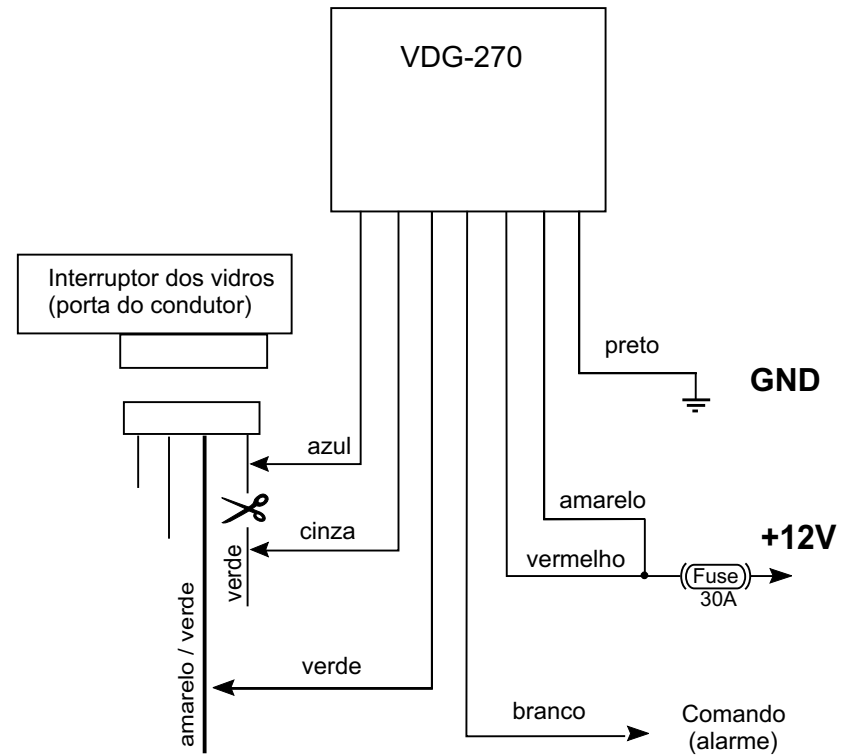 VDG-270
Interruptor dos vidros
(porta do condutor)
preto
GND
azul
amarelo
+12V
cinza
vermelho
Fuse
30A
verde
amarelo / verde
verde
branco
Comando
(alarme)